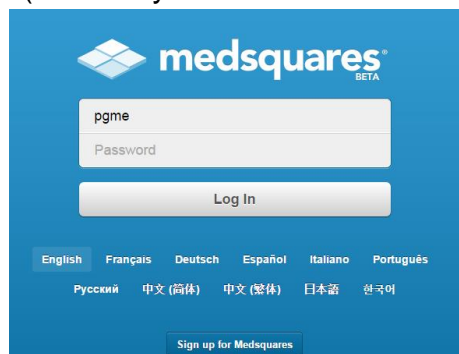 medsquares
BETA
pgme
Password
Log In
English Français Deutsch Español Italiano Português
Русский 中文 (简体) 中文 (繁体) 日本語 한국어
Sign up for Medsquares